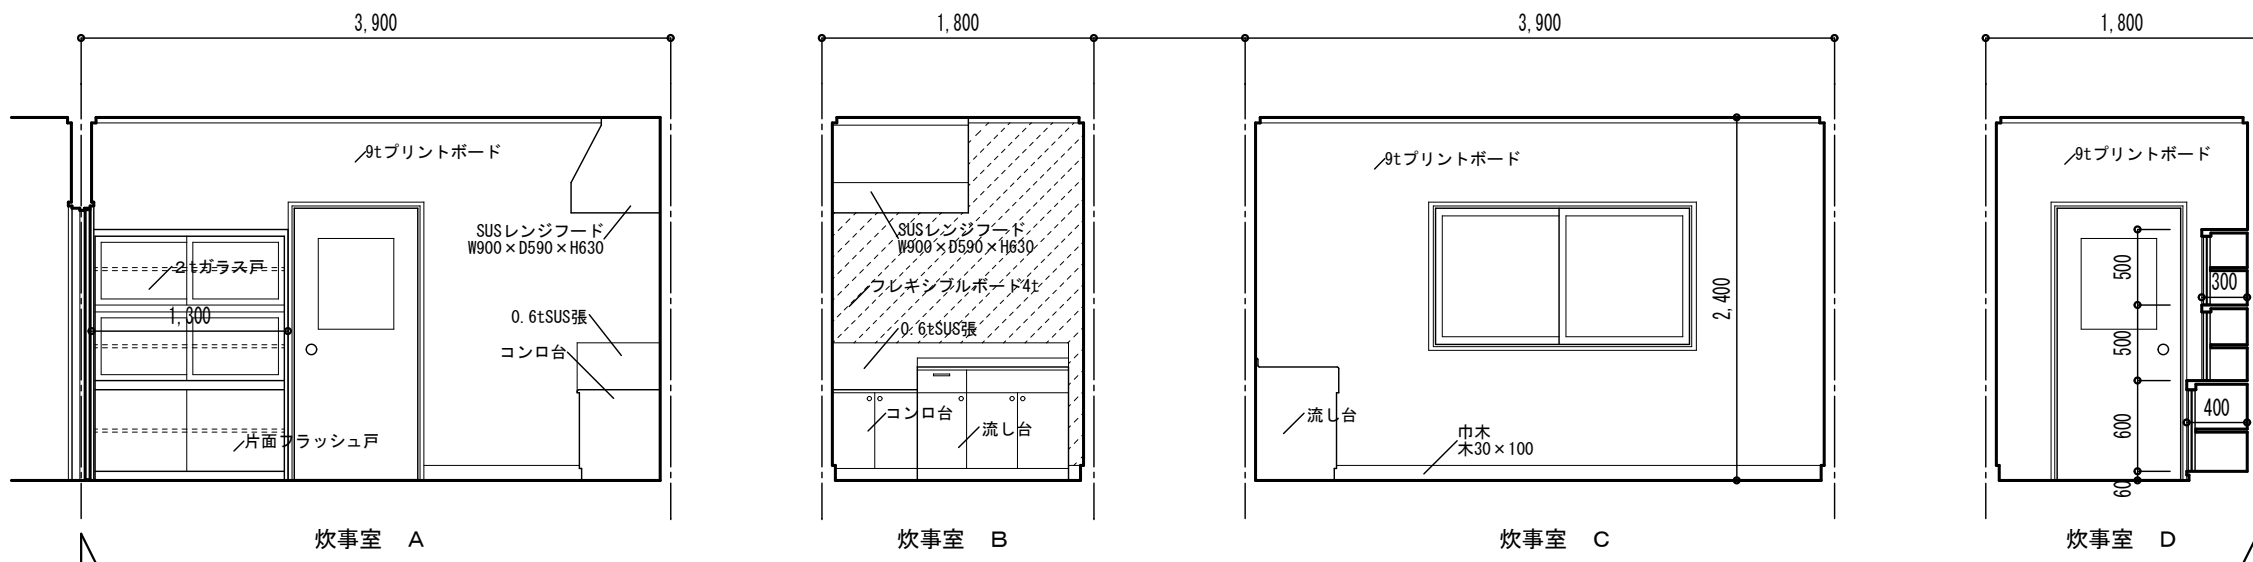 3,900
1,800
3,900
1,800
9tプリントボード
SUSレンジフード
W900×D590×H630
2tガラス戸
1,300
0.6tSUS張
コンロ台
片面フラッシュ戸
炊事室 A
SUSレンジフード
W900×D590×H630
フレキシブルボード4t
0.6tSUS張
コンロ台
流し台
炊事室 B
9tプリントボード
2,400
流し台
巾木
木30×100
炊事室 C
9tプリントボード
500
300
500
400
600
60
炊事室 D